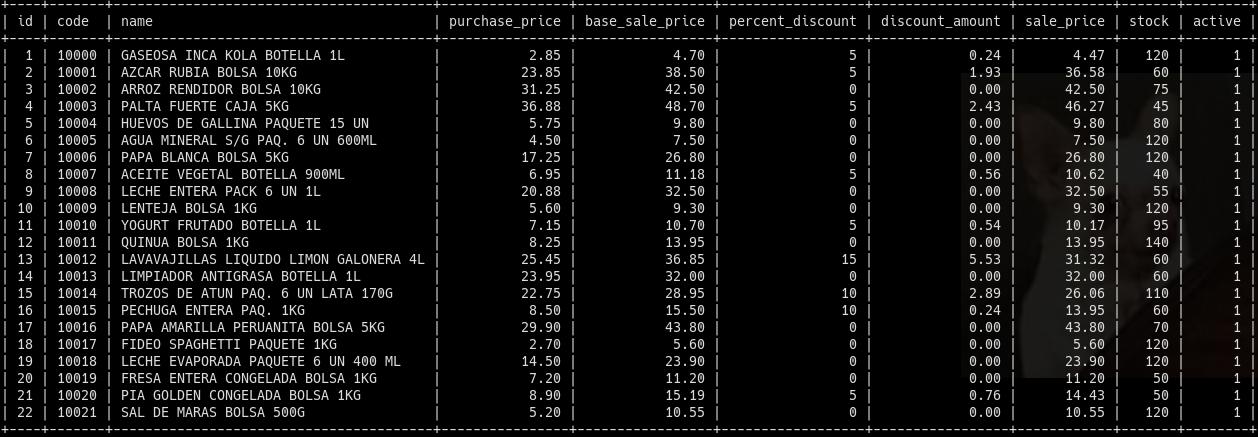 | id | code | name | purchase_price | base_sale_price | percent_discount | discount_amount | sale_price | stock | active |
| 1 | 10000 | GASEOSA INCA KOLA BOTELLA 1L | 2.85 | 4.70 | 5 | 0.24 | 4.47 | 120 | 1 |
| 2 | 10001 | AZCAR RUBIA BOLSA 10KG | 23.85 | 38.50 | 5 | 1.93 | 36.58 | 60 | 1 |
| 3 | 10002 | ARROZ RENDIDOR BOLSA 10KG | 31.25 | 42.50 | 0 | 0.00 | 42.50 | 75 | 1 |
| 4 | 10003 | PALTA FUERTE CAJA 5KG | 36.88 | 48.70 | 5 | 2.43 | 46.27 | 45 | 1 |
| 5 | 10004 | HUEVOS DE GALLINA PAQUETE 15 UN | 5.75 | 9.80 | 0 | 0.00 | 9.80 | 80 | 1 |
| 6 | 10005 | AGUA MINERAL S/G PAQ. 6 UN 600ML | 4.50 | 7.50 | 0 | 0.00 | 7.50 | 120 | 1 |
| 7 | 10006 | PAPA BLANCA BOLSA 5KG | 17.25 | 26.80 | 0 | 0.00 | 26.80 | 120 | 1 |
| 8 | 10007 | ACEITE VEGETAL BOTELLA 900ML | 6.95 | 11.18 | 5 | 0.56 | 10.62 | 40 | 1 |
| 9 | 10008 | LECHE ENTERA PACK 6 UN 1L | 20.88 | 32.50 | 0 | 0.00 | 32.50 | 55 | 1 |
| 10 | 10009 | LENTEJA BOLSA 1KG | 5.60 | 9.30 | 0 | 0.00 | 9.30 | 120 | 1 |
| 11 | 10010 | YOGURT FRUTADO BOTELLA 1L | 7.15 | 10.70 | 5 | 0.54 | 10.17 | 95 | 1 |
| 12 | 10011 | QUINUA BOLSA 1KG | 8.25 | 13.95 | 0 | 0.00 | 13.95 | 140 | 1 |
| 13 | 10012 | LAVAVAJILLAS LIQUIDO LIMON GALONERA 4L | 25.45 | 36.85 | 15 | 5.53 | 31.32 | 60 | 1 |
| 14 | 10013 | LIMPIADOR ANTIGRASA BOTELLA 1L | 23.95 | 32.00 | 0 | 0.00 | 32.00 | 60 | 1 |
| 15 | 10014 | TROZOS DE ATUN PAQ. 6 UN LATA 170G | 22.75 | 28.95 | 10 | 2.89 | 26.06 | 110 | 1 |
| 16 | 10015 | PECHUGA ENTERA PAQ. 1KG | 8.50 | 15.50 | 10 | 0.24 | 13.95 | 60 | 1 |
| 17 | 10016 | PAPA AMARILLA PERUANITA BOLSA 5KG | 29.90 | 43.80 | 0 | 0.00 | 43.80 | 70 | 1 |
| 18 | 10017 | FIDEO SPAGHETTI PAQUETE 1KG | 2.70 | 5.60 | 0 | 0.00 | 5.60 | 120 | 1 |
| 19 | 10018 | LECHE EVAPORADA PAQUETE 6 UN 400 ML | 14.50 | 23.90 | 0 | 0.00 | 23.90 | 120 | 1 |
| 20 | 10019 | FRESA ENTERA CONGELADA BOLSA 1KG | 7.20 | 11.20 | 0 | 0.00 | 11.20 | 50 | 1 |
| 21 | 10020 | PIA GOLDEN CONGELADA BOLSA 1KG | 8.90 | 15.19 | 5 | 0.76 | 14.43 | 50 | 1 |
| 22 | 10021 | SAL DE MARAS BOLSA 500G | 5.20 | 10.55 | 0 | 0.00 | 10.55 | 120 | 1 |